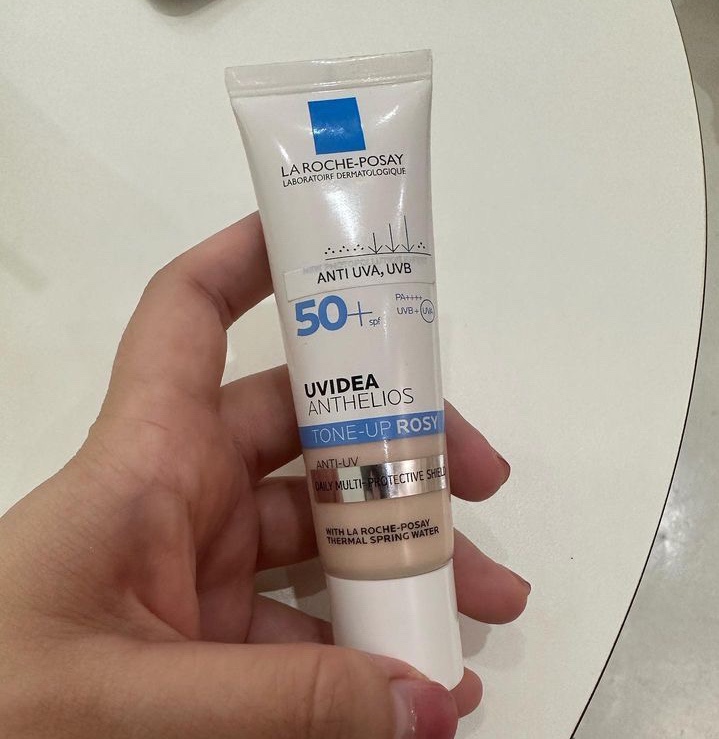 LA ROCHE-POSAY
LABORATOIRE DERMATOLOGIQUE
ANTI UVA, UVB
50+ spf
PA++++
UVB+ UVA
UVIDEA
ANTHELIOS
TONE-UP ROSY
ANTI-UV
DAILY MULTI-PROTECTIVE SHIELD
WITH LA ROCHE-POSAY
THERMAL SPRING WATER